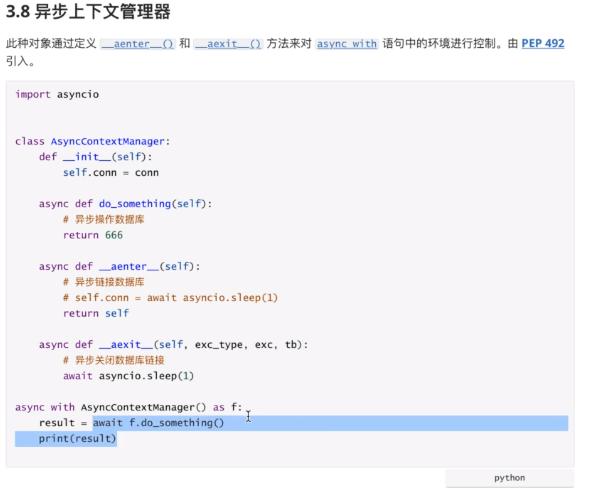 3.8 异步上下文管理器
此种对象通过定义 __aenter__() 和 __aexit__() 方法来对 async with 语句中的环境进行控制。由 PEP 492
引入。
import asyncio
class AsyncContextManager:
    def __init__(self):
        self.conn = conn
    async def do_something(self):
        # 异步操作数据库
        return 666
    async def __aenter__(self):
        # 异步链接数据库
        # self.conn = await asyncio.sleep(1)
        return self
    async def __aexit__(self, exc_type, exc, tb):
        # 异步关闭数据库链接
        await asyncio.sleep(1)
async with AsyncContextManager() as f:
    result = await f.do_something()
    print(result)
python